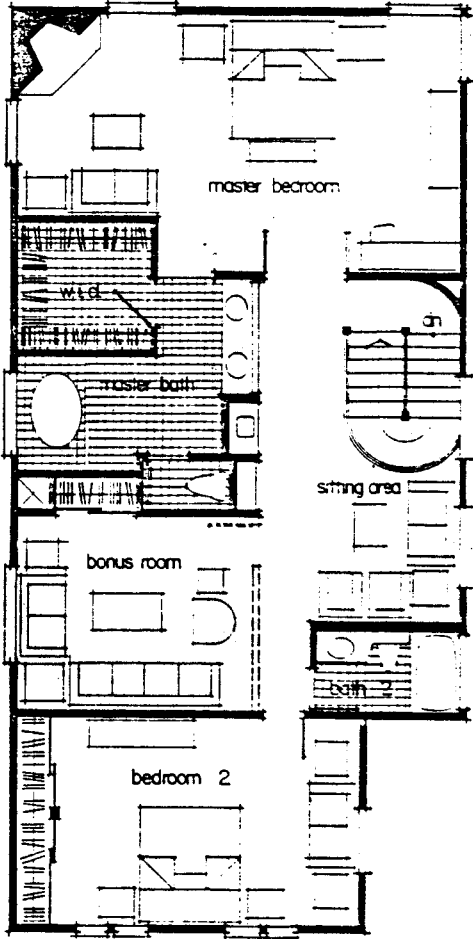 master bedroom
w.i.cl
dn
master bath
sitting area
bonus room
bath 2
bedroom 2